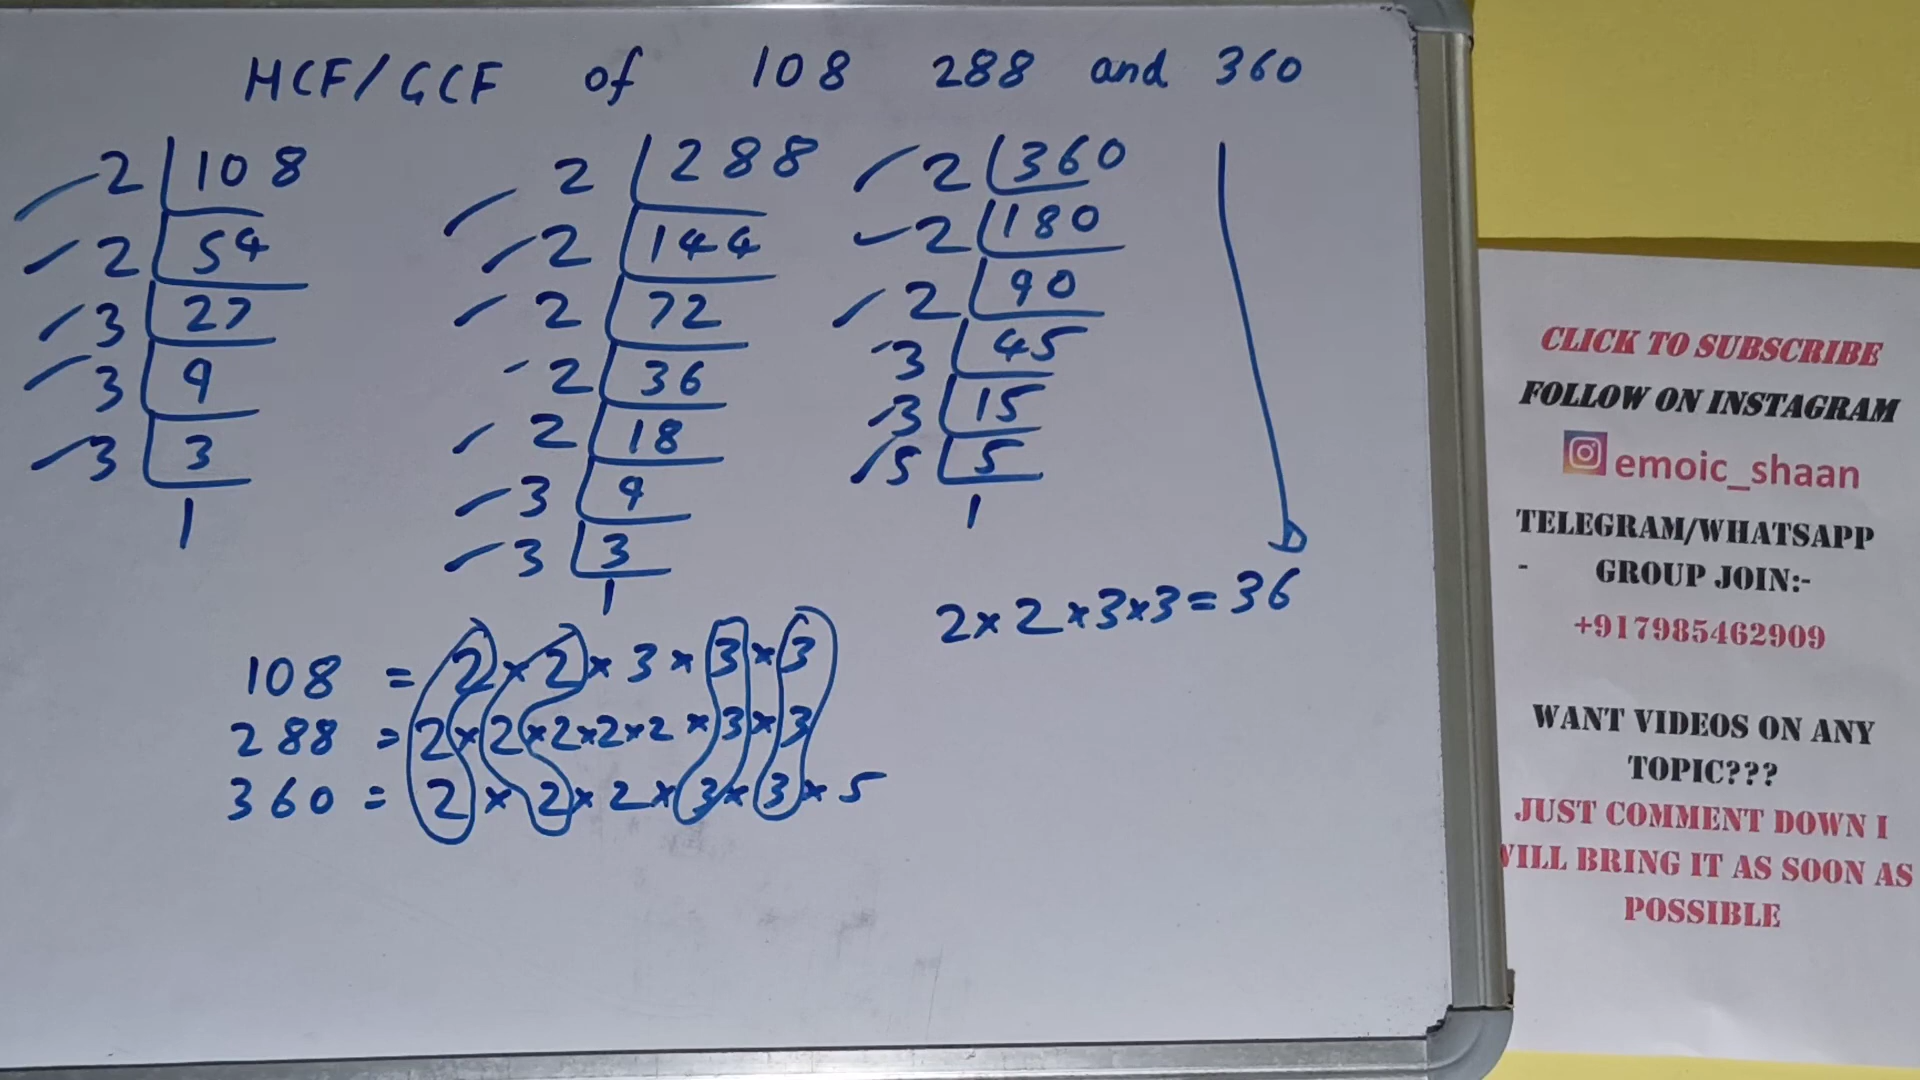 HCF/GCF of 108 288 and 360
2 108
2 54
3 27
3 9
3 3
1
2 288
2 144
2 72
2 36
2 18
3 9
3 3
1
2 360
2 180
2 90
3 45
3 15
5 5
1
2×2×3×3=36
108 = 2×2×3×3×3
288 = 2×2×2×2×2×3×3
360 = 2×2×2×3×3×5
CLICK TO SUBSCRIBE
FOLLOW ON INSTAGRAM
emoic_shaan
TELEGRAM/WHATSAPP
- GROUP JOIN:-
+917985462909
WANT VIDEOS ON ANY
TOPIC???
JUST COMMENT DOWN I
WILL BRING IT AS SOON AS
POSSIBLE